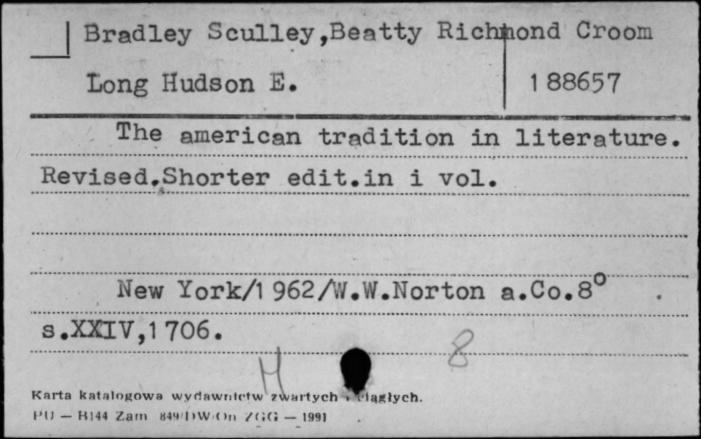 Bradley Sculley,Beatty Richmond Croom
Long Hudson E. 188657
The american tradition in literature.
Revised,Shorter edit.in i vol.
New York/1962/W.W.Norton a.Co.8°
s.XXIV,1706.
H 8
Karta katalogowa wydawnictw zwartych i ciągłych.
PU — B144 Zam 849/DW/On ZGG — 1991